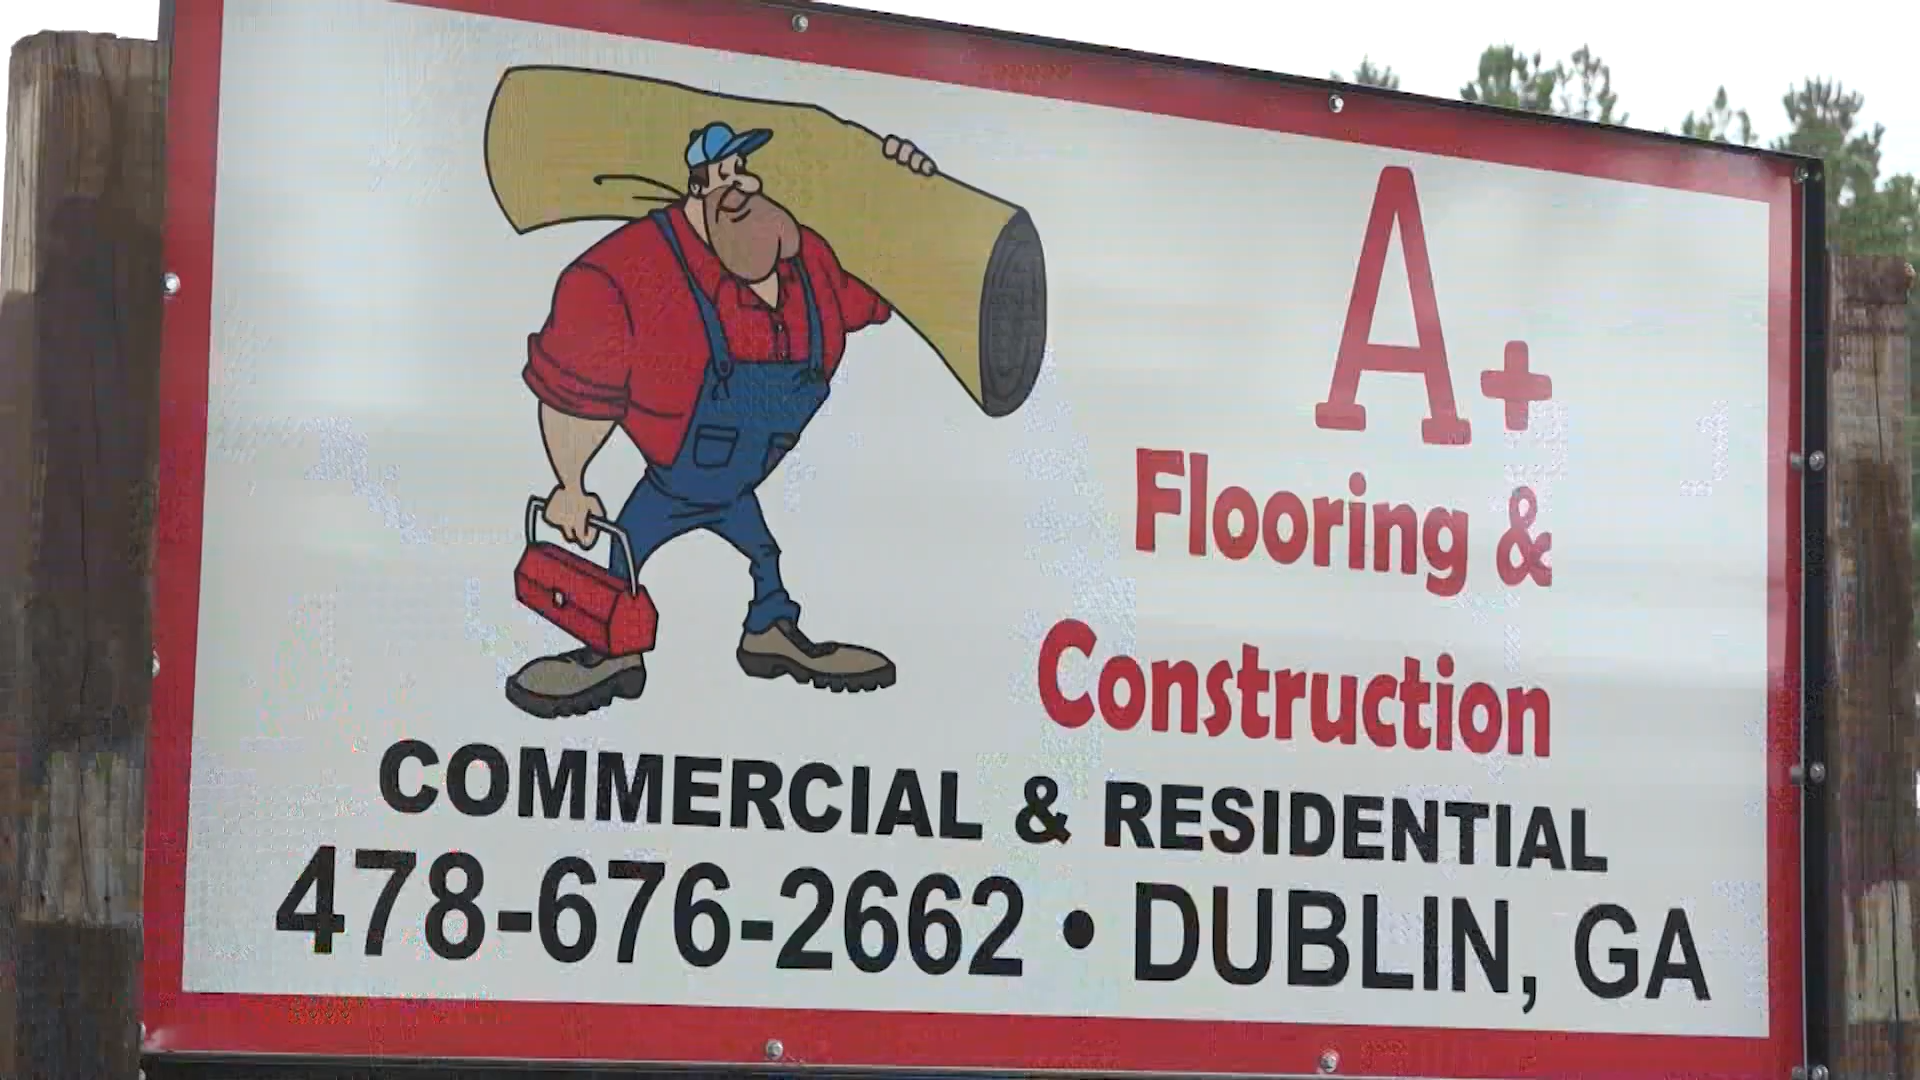 A+
Flooring &
Construction
COMMERCIAL & RESIDENTIAL
478-676-2662 • DUBLIN, GA